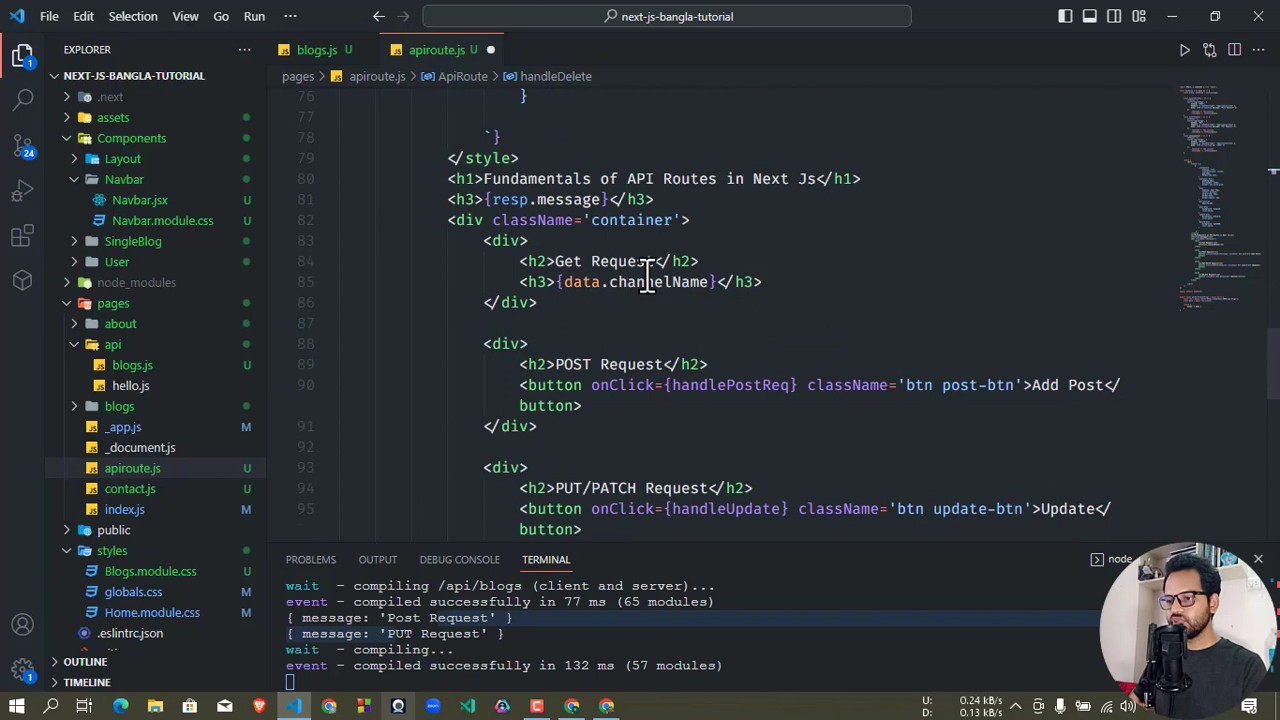 File Edit Selection View Go Run ··· next-js-bangla-tutorial
EXPLORER ···
NEXT-JS-BANGLA-TUTORIAL
.next
assets
Components
Layout
Navbar
Navbar.jsx
Navbar.module.css
SingleBlog
User
node_modules
pages
about
api
blogs.js
hello.js
blogs
_app.js M
_document.js
apiroute.js U
contact.js U
index.js U
public
styles
Blogs.module.css U
globals.css U
Home.module.css U
.eslintrc.json
OUTLINE
TIMELINE
1
24
1
blogs.js U apiroute.js U
pages > apiroute.js > ApiRoute > handleDelete
76 }
77
78 `}
79 </style>
80 <h1>Fundamentals of API Routes in Next Js</h1>
81 <h3>{resp.message}</h3>
82 <div className='container'>
83 <div>
84 <h2>Get Request</h2>
85 <h3>{data.channelName}</h3>
86 </div>
87
88 <div>
89 <h2>POST Request</h2>
90 <button onClick={handlePostReq} className='btn post-btn'>Add Post</
button>
91 </div>
92
93 <div>
94 <h2>PUT/PATCH Request</h2>
95 <button onClick={handleUpdate} className='btn update-btn'>Update</
button>
PROBLEMS OUTPUT DEBUG CONSOLE TERMINAL node
wait - compiling /api/blogs (client and server)...
event - compiled successfully in 77 ms (65 modules)
{ message: 'Post Request' }
{ message: 'PUT Request' }
wait - compiling...
event - compiled successfully in 132 ms (57 modules)
U: 0.24 kB/s
D: 0.13 kB/s